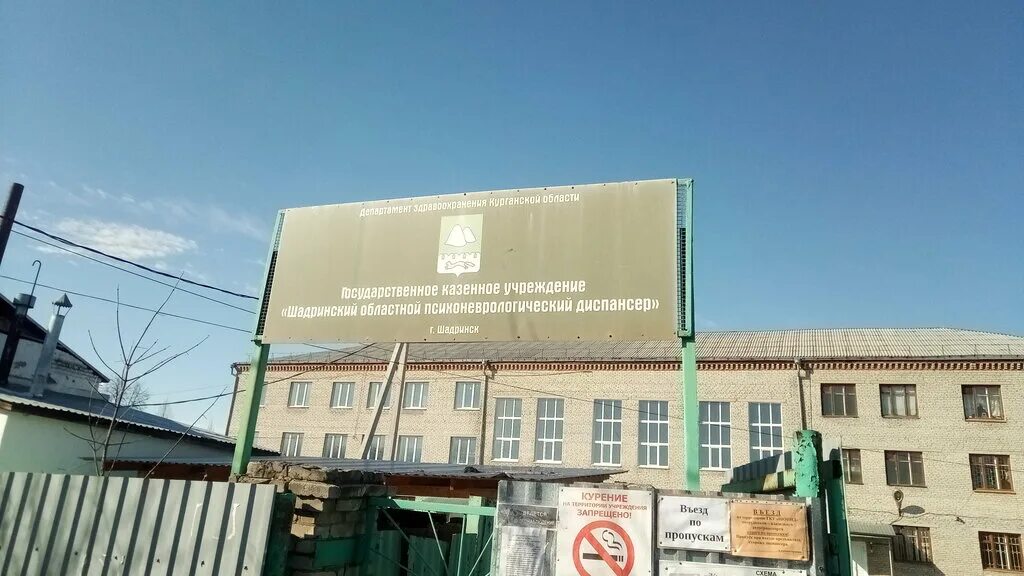 Департамент здравоохранения Курганской области
Государственное казенное учреждение
«Шадринский областной психоневрологический диспансер»
г. Шадринск
КУРЕНИЕ
НА ТЕРРИТОРИИ УЧРЕЖДЕНИЯ
ЗАПРЕЩЕНО!
Въезд
по
пропускам
ВЪЕЗД
СХЕМА